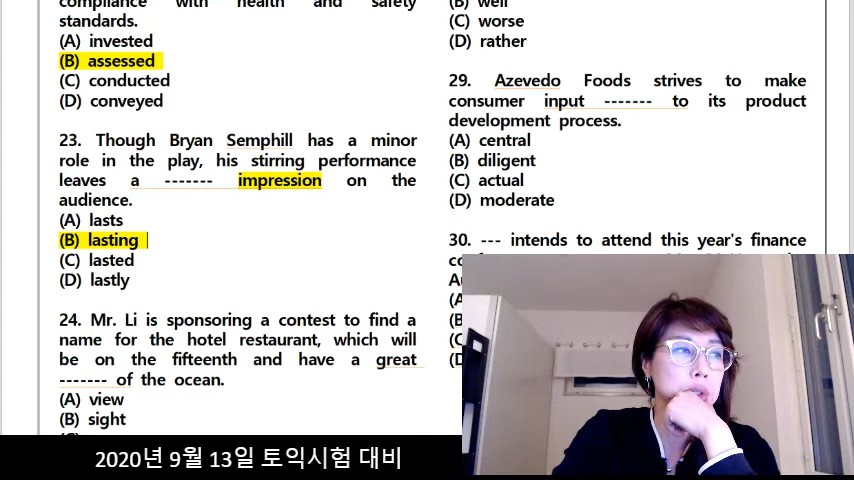 compliance with health and safety
standards.
(A) invested
(B) assessed
(C) conducted
(D) conveyed
23. Though Bryan Semphill has a minor
role in the play, his stirring performance
leaves a ------- impression on the
audience.
(A) lasts
(B) lasting
(C) lasted
(D) lastly
24. Mr. Li is sponsoring a contest to find a
name for the hotel restaurant, which will
be on the fifteenth and have a great
------- of the ocean.
(A) view
(B) sight
(B) well
(C) worse
(D) rather
29. Azevedo Foods strives to make
consumer input ------- to its product
development process.
(A) central
(B) diligent
(C) actual
(D) moderate
30. --- intends to attend this year's finance
2020년 9월 13일 토익시험 대비